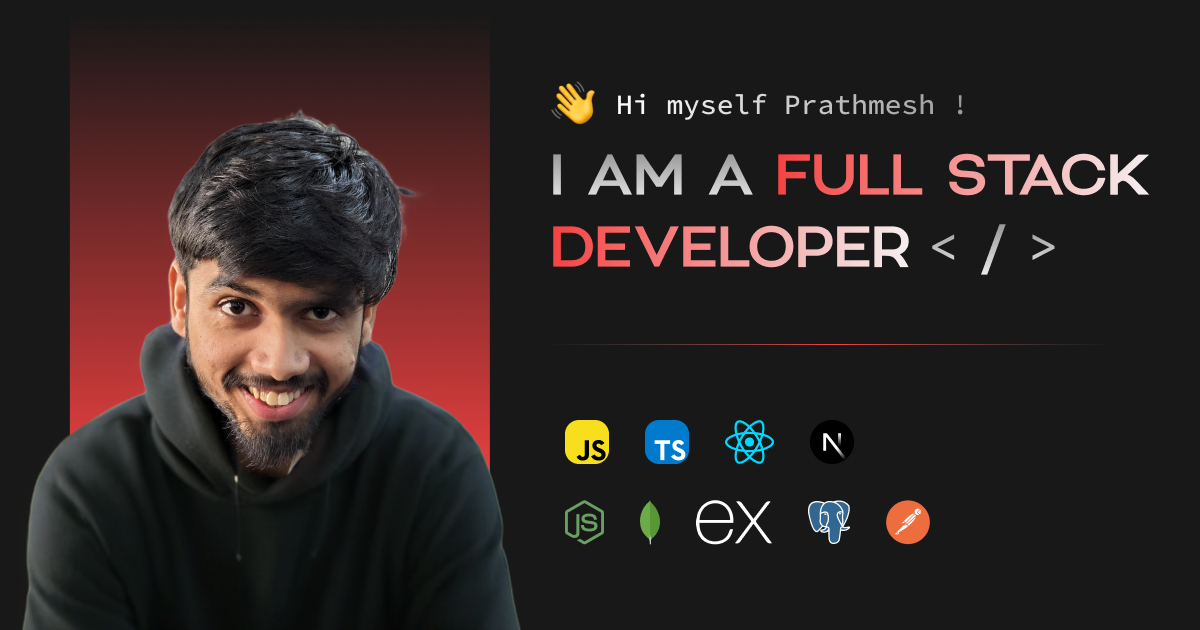 Hi myself Prathmesh !
I AM A FULL STACK
DEVELOPER < / >
JS TS N
JS ex